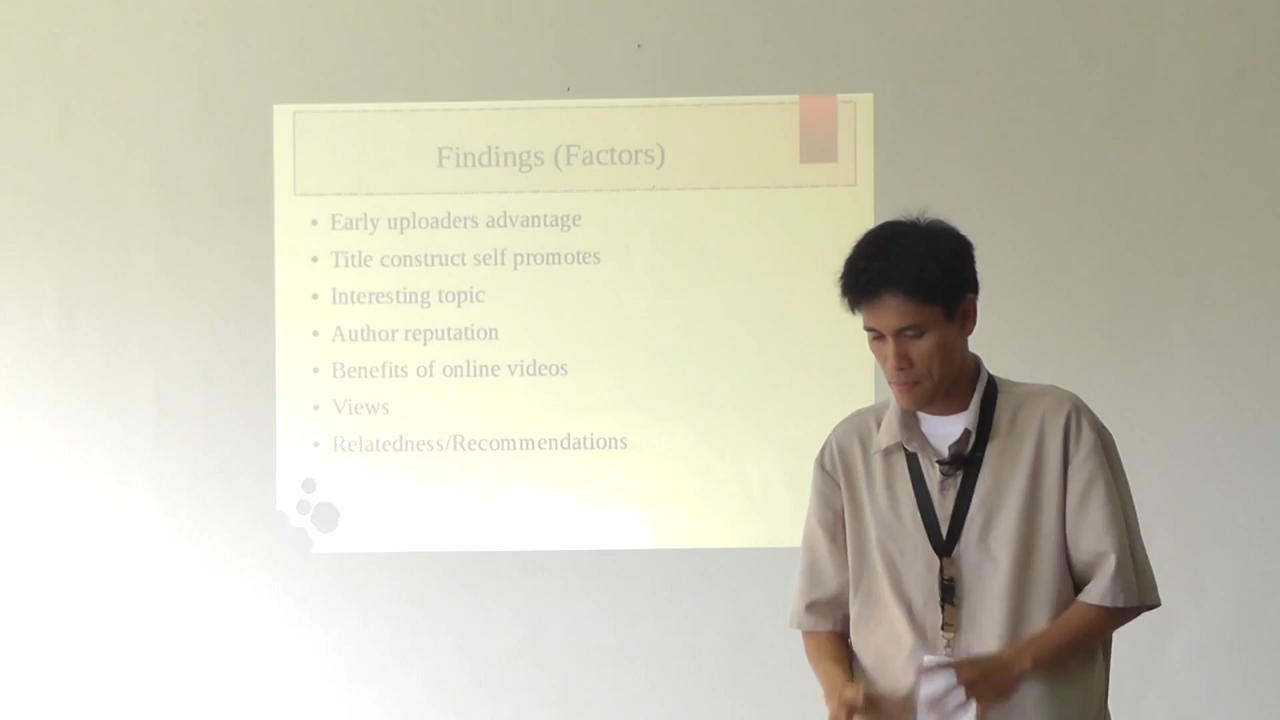 Findings (Factors)
• Early uploaders advantage
• Title construct self promotes
• Interesting topic
• Author reputation
• Benefits of online videos
• Views
• Relatedness/Recommendations